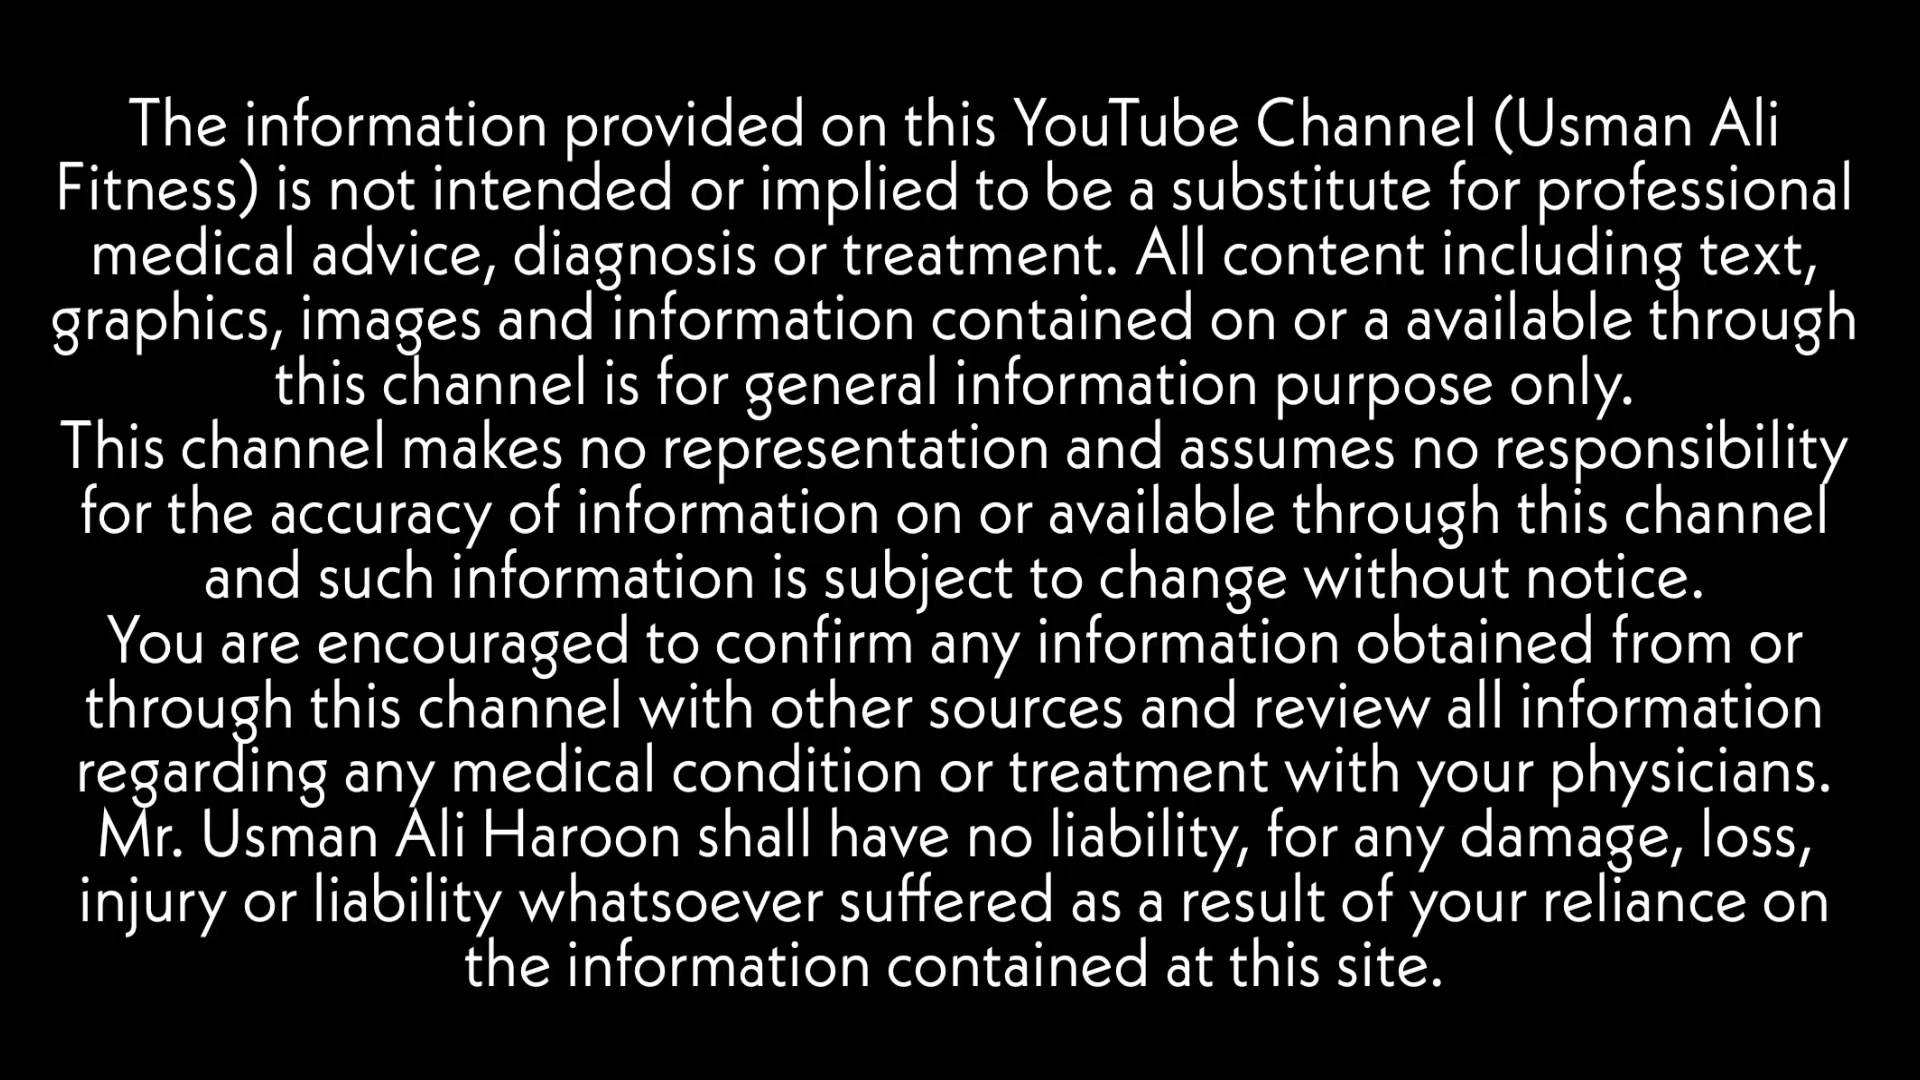 The information provided on this YouTube Channel (Usman Ali
Fitness) is not intended or implied to be a substitute for professional
medical advice, diagnosis or treatment. All content including text,
graphics, images and information contained on or a available through
this channel is for general information purpose only.
This channel makes no representation and assumes no responsibility
for the accuracy of information on or available through this channel
and such information is subject to change without notice.
You are encouraged to confirm any information obtained from or
through this channel with other sources and review all information
regarding any medical condition or treatment with your physicians.
Mr. Usman Ali Haroon shall have no liability, for any damage, loss,
injury or liability whatsoever suffered as a result of your reliance on
the information contained at this site.